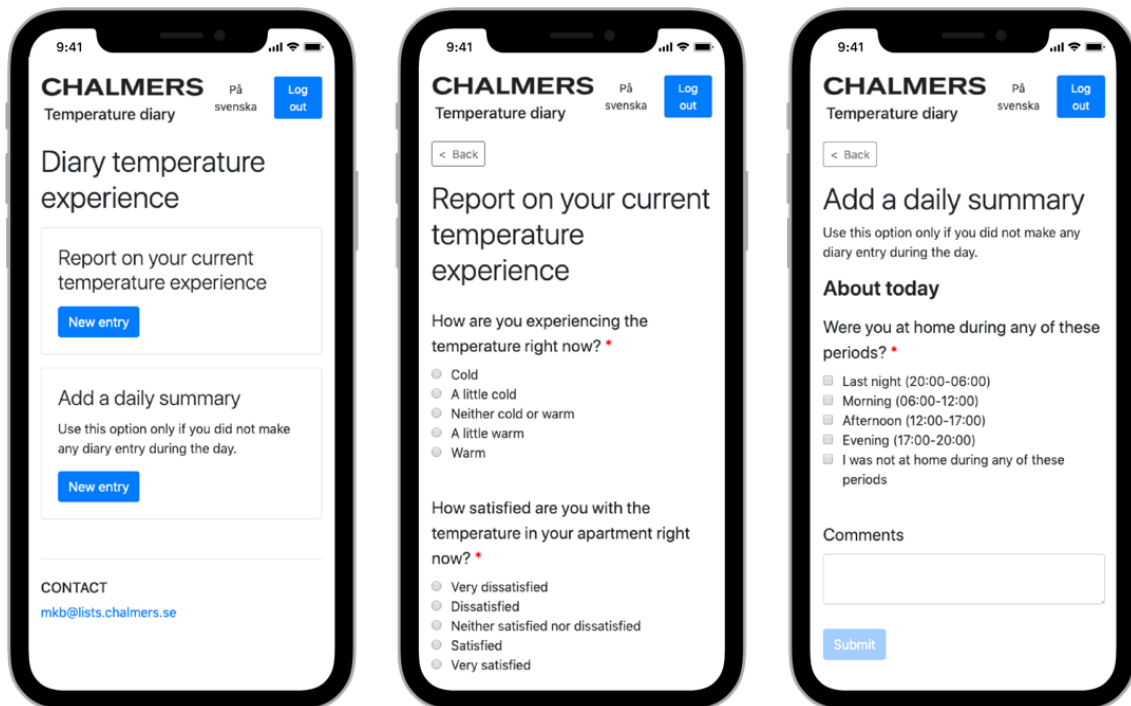 9:41
CHALMERS
Temperature diary
På
svenska
Log
out
Diary temperature
experience
Report on your current
temperature experience
New entry
Add a daily summary
Use this option only if you did not make
any diary entry during the day.
New entry
CONTACT
mkb@lists.chalmers.se
9:41
CHALMERS
Temperature diary
På
svenska
Log
out
< Back
Report on your current
temperature
experience
How are you experiencing the
temperature right now? *
Cold
A little cold
Neither cold or warm
A little warm
Warm
How satisfied are you with the
temperature in your apartment right
now? *
Very dissatisfied
Dissatisfied
Neither satisfied nor dissatisfied
Satisfied
Very satisfied
9:41
CHALMERS
Temperature diary
På
svenska
Log
out
< Back
Add a daily summary
Use this option only if you did not make any
diary entry during the day.
About today
Were you at home during any of these
periods? *
Last night (20:00-06:00)
Morning (06:00-12:00)
Afternoon (12:00-17:00)
Evening (17:00-20:00)
I was not at home during any of these
periods
Comments
Submit